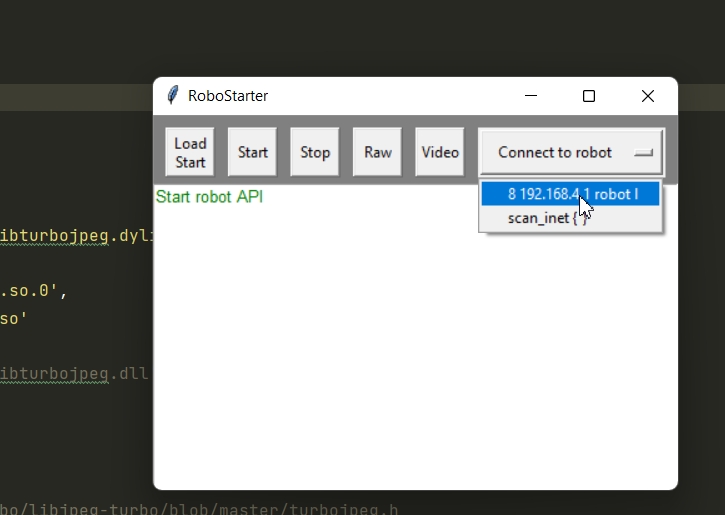 RoboStarter
Load Start
Start
Stop
Raw
Video
Connect to robot
Start robot API
8 192.168.4.1 robot I
scan_inet { }
ibturbojpeg.dyli
.so.0',
so'
ibturbojpeg.dll
bo/libjpeg-turbo/blob/master/turbojpeg.h